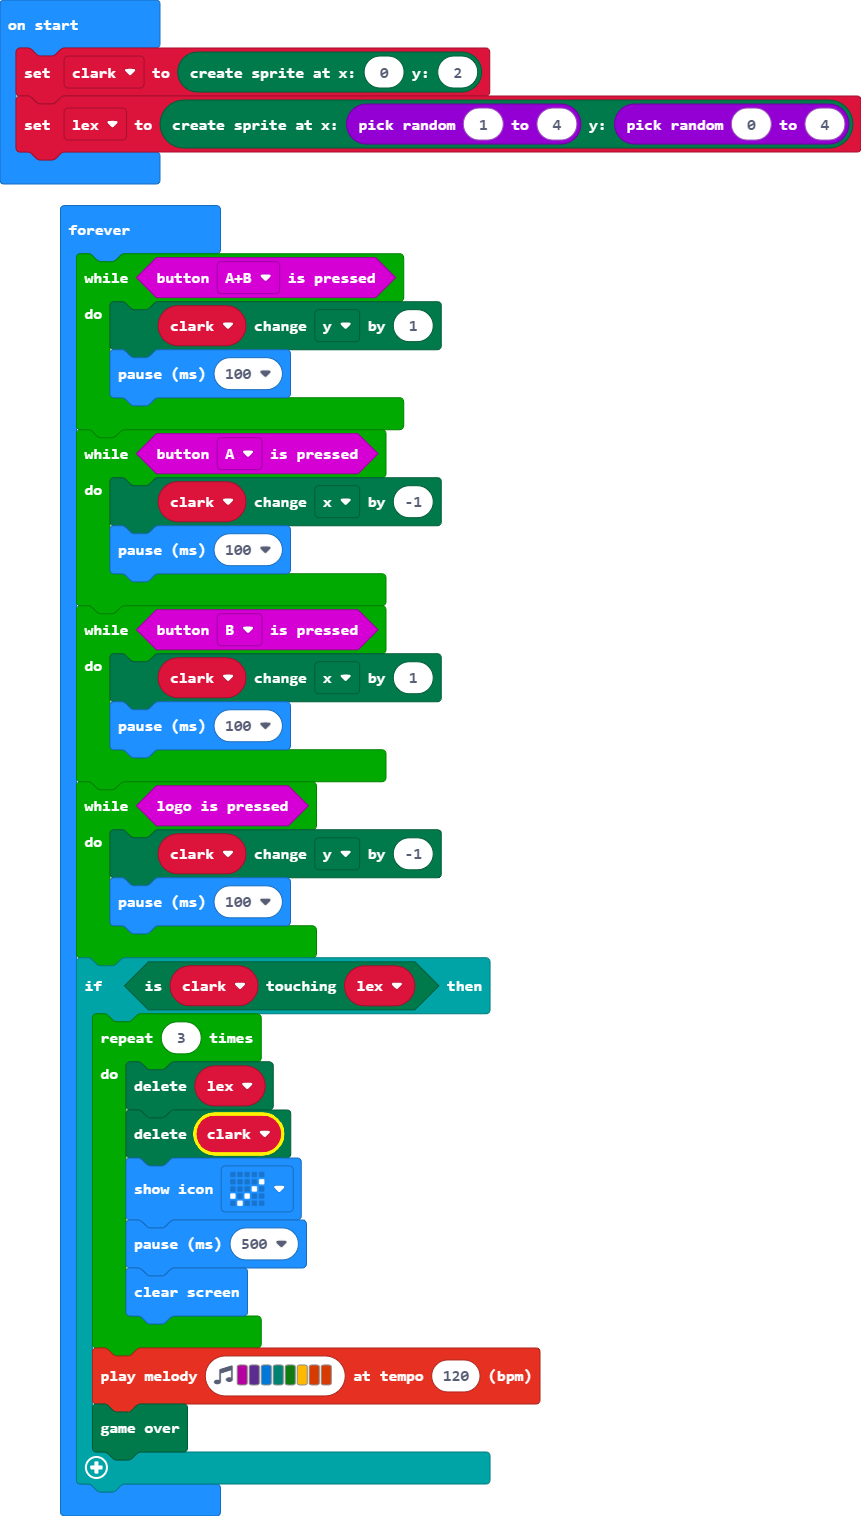 on start
set clark to create sprite at x: 0 y: 2
set lex to create sprite at x: pick random 1 to 4 y: pick random 0 to 4
forever
while button A+B is pressed
do clark change y by 1
pause (ms) 100
while button A is pressed
do clark change x by -1
pause (ms) 100
while button B is pressed
do clark change x by 1
pause (ms) 100
while logo is pressed
do clark change y by -1
pause (ms) 100
if is clark touching lex then
repeat 3 times
do delete lex
delete clark
show icon
pause (ms) 500
clear screen
play melody at tempo 120 (bpm)
game over